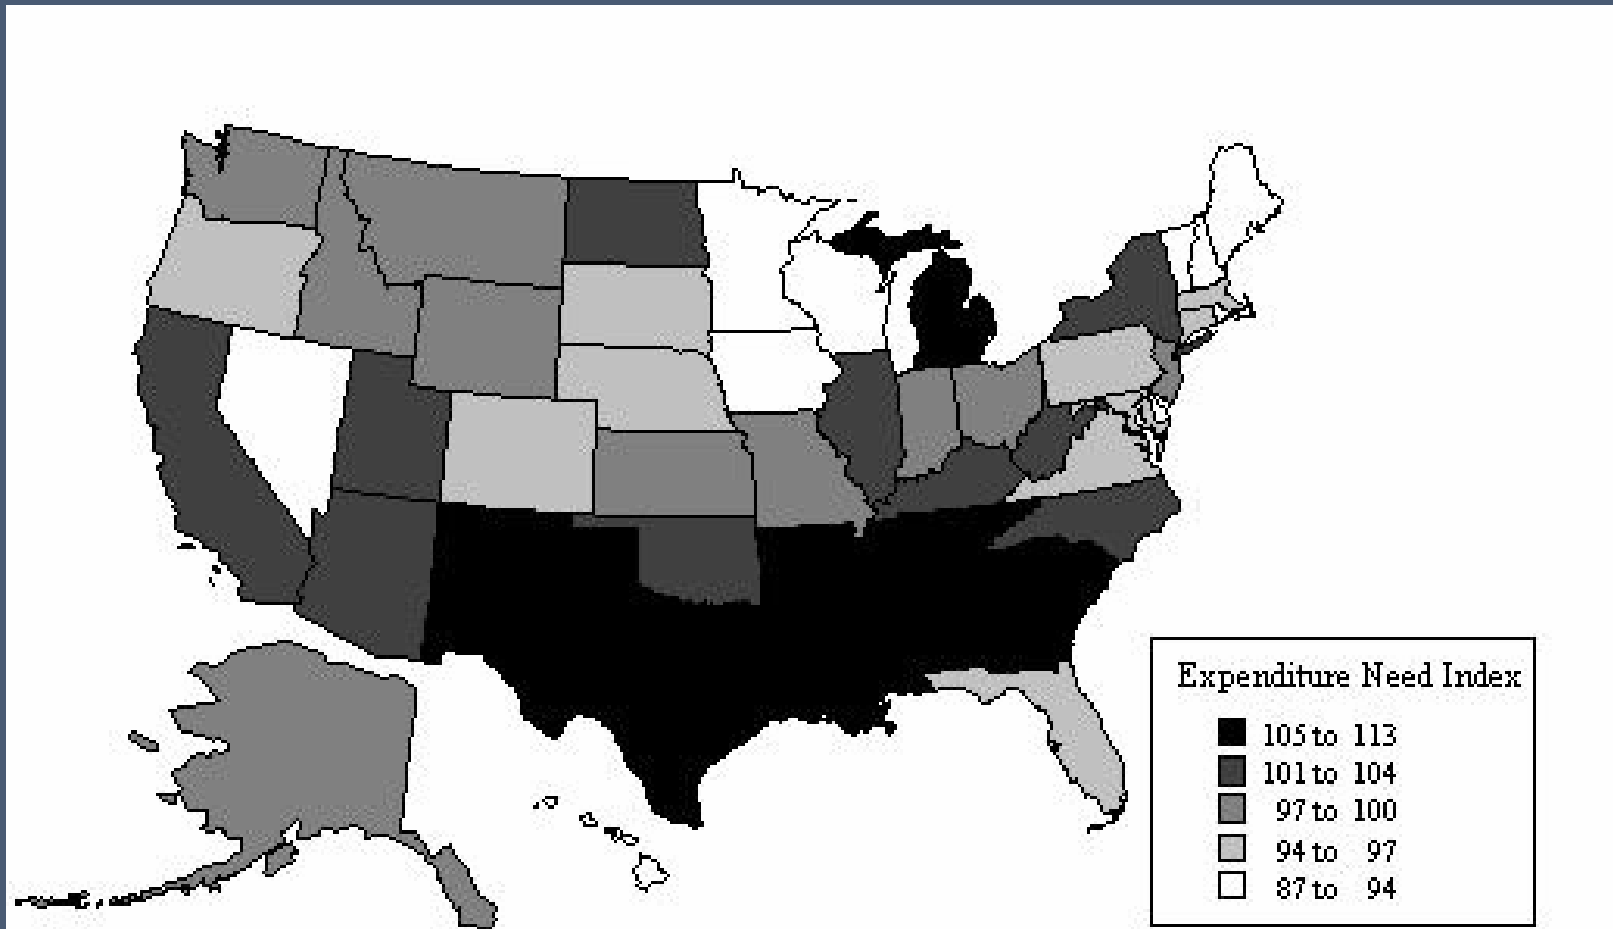 Expenditure Need Index
105 to 113
101 to 104
97 to 100
94 to 97
87 to 94